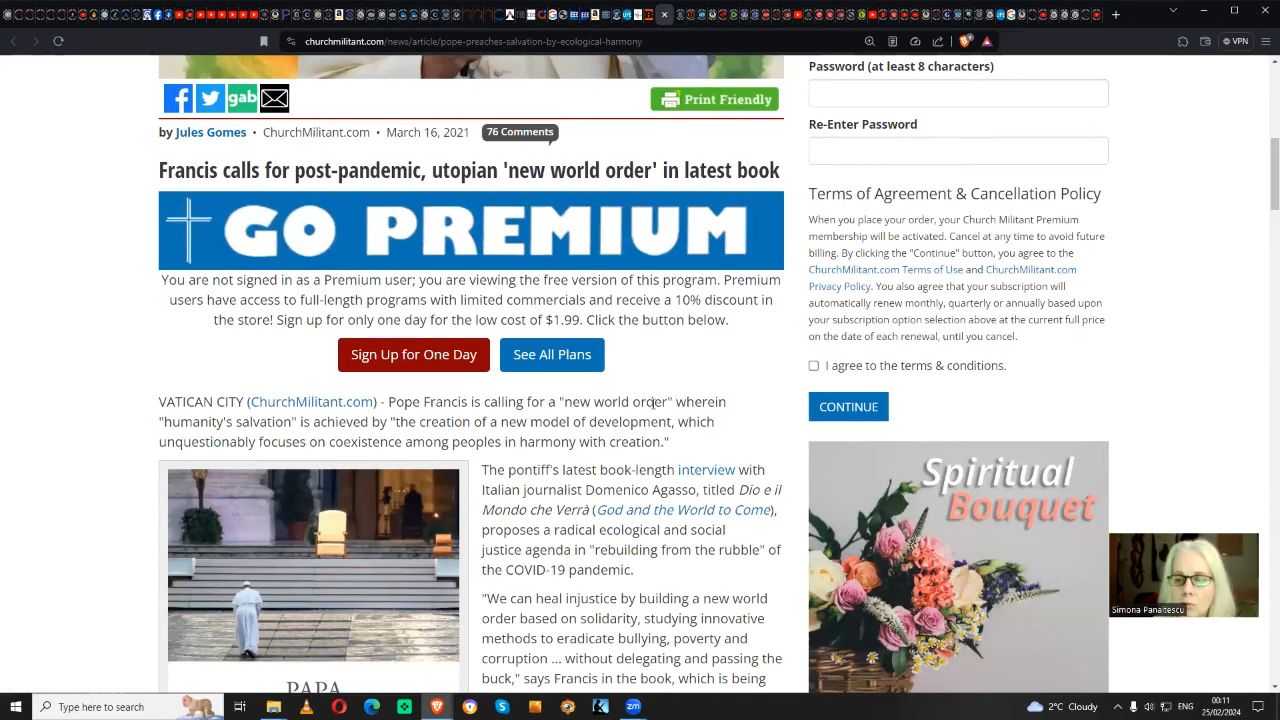 churchmilitant.com/news/article/pope-preaches-salvation-by-ecological-harmony
VPN
gab
Print Friendly
by Jules Gomes • ChurchMilitant.com • March 16, 2021 76 Comments
Francis calls for post-pandemic, utopian 'new world order' in latest book
GO PREMIUM
You are not signed in as a Premium user; you are viewing the free version of this program. Premium
users have access to full-length programs with limited commercials and receive a 10% discount in
the store! Sign up for only one day for the low cost of $1.99. Click the button below.
Sign Up for One Day
See All Plans
VATICAN CITY (ChurchMilitant.com) - Pope Francis is calling for a "new world order" wherein
"humanity's salvation" is achieved by "the creation of a new model of development, which
unquestionably focuses on coexistence among peoples in harmony with creation."
The pontiff's latest book-length interview with
Italian journalist Domenico Agasso, titled Dio e il
Mondo che Verrà (God and the World to Come),
proposes a radical ecological and social
justice agenda in "rebuilding from the rubble" of
the COVID-19 pandemic.
"We can heal injustice by building a new world
order based on solidarity, studying innovative
methods to eradicate bullying, poverty and
corruption ... without delegating and passing the
buck," says Francis in the book, which is being
PAPA
Password (at least 8 characters)
Re-Enter Password
Terms of Agreement & Cancellation Policy
When you place your order, your Church Militant Premium
membership will be activated. Cancel at any time to avoid future
billing. By clicking the "Continue" button, you agree to the
ChurchMilitant.com Terms of Use and ChurchMilitant.com
Privacy Policy. You also agree that your subscription will
automatically renew monthly, quarterly or annually based upon
your subscription option selection above at the current full price
on the date of each renewal, until you cancel.
I agree to the terms & conditions.
CONTINUE
Spiritual
Bouquet
Simona Panaitescu
Type here to search
2°C Cloudy
ENG
00:11
25/02/2024